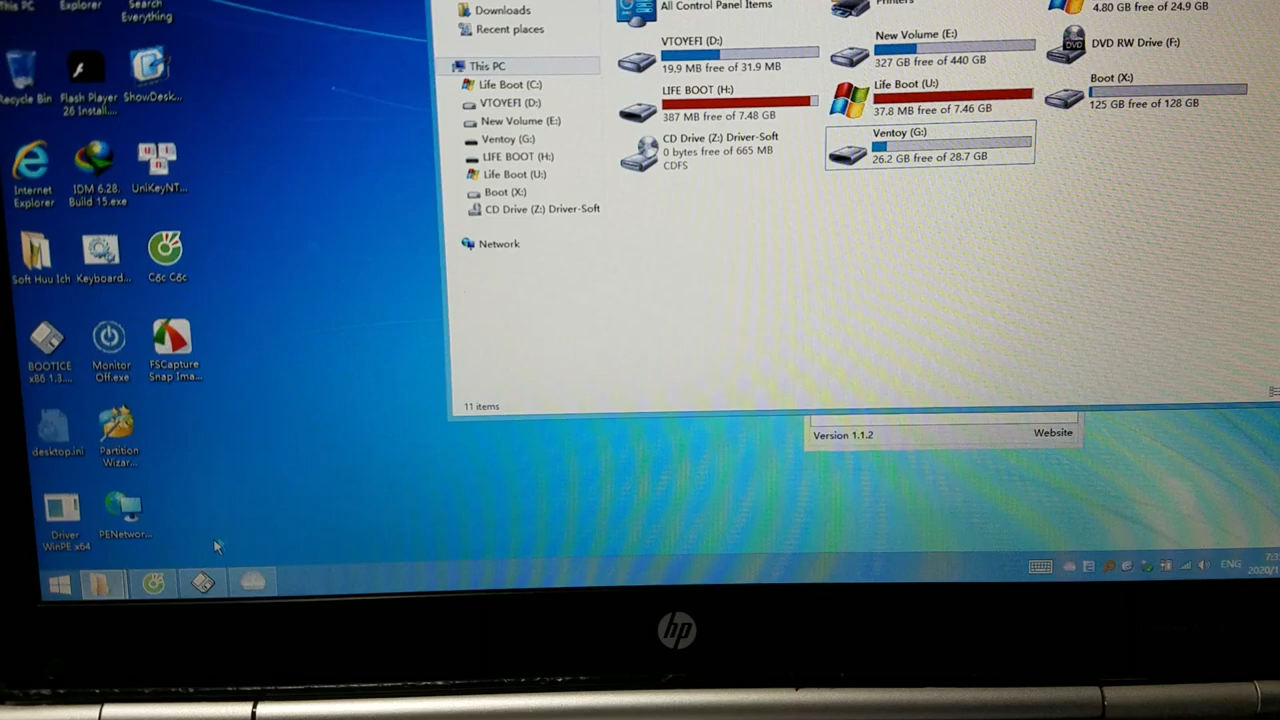 This PC
Explorer
Search
Everything
Recycle Bin
Flash Player
26 Install....
ShowDesk...
Internet
Explorer
IDM 6.28.
Build 15.exe
UniKeyNT...
Soft Huu Ich
Keyboard...
Cốc Cốc
BOOTICE
x86 1.3....
Monitor
Off.exe
FSCapture
Snap Ima...
desktop.ini
Partition
Wizar...
Driver
WinPE x64
PENetwor...
Downloads
Recent places
This PC
Life Boot (C:)
VTOYEFI (D:)
New Volume (E:)
Ventoy (G:)
LIFE BOOT (H:)
Life Boot (U:)
Boot (X:)
CD Drive (Z:) Driver-Soft
Network
11 items
All Control Panel Items
Printers
4.80 GB free of 24.9 GB
VTOYEFI (D:)
19.9 MB free of 31.9 MB
New Volume (E:)
327 GB free of 440 GB
DVD RW Drive (F:)
DVD
LIFE BOOT (H:)
387 MB free of 7.48 GB
Life Boot (U:)
37.8 MB free of 7.46 GB
Boot (X:)
125 GB free of 128 GB
CD Drive (Z:) Driver-Soft
0 bytes free of 665 MB
CDFS
Ventoy (G:)
26.2 GB free of 28.7 GB
Version 1.1.2
Website
ENG
hp